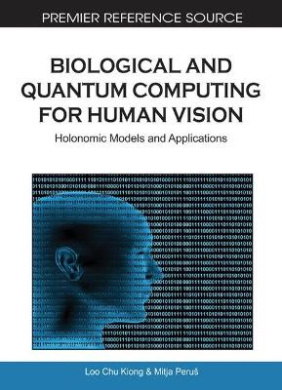 PREMIER REFERENCE SOURCE
BIOLOGICAL AND
QUANTUM COMPUTING
FOR HUMAN VISION
Holonomic Models and Applications
Loo Chu Kiong & Mitja Peruš